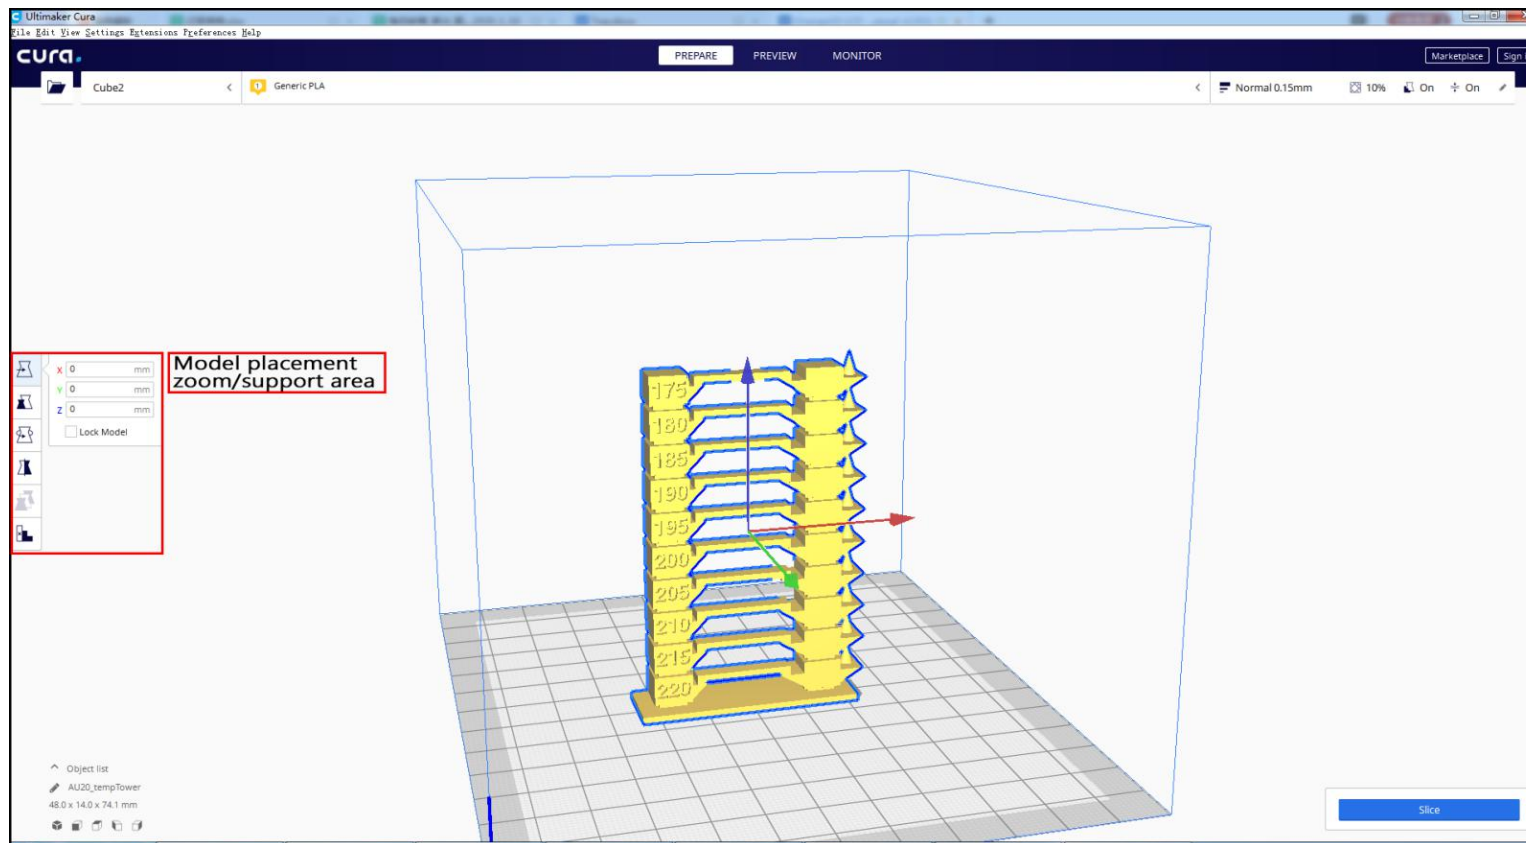 Ultimaker Cura
File Edit View Settings Extensions Preferences Help
cura.
PREPARE PREVIEW MONITOR
Marketplace Sign
Cube2
1
Generic PLA
Normal 0.15mm 10% On On
Model placement
zoom/support area
X 0 mm
Y 0 mm
Z 0 mm
Lock Model
175
180
185
190
195
200
205
210
215
220
Object list
AU20_tempTower
48.0 x 14.0 x 74.1 mm
Slice